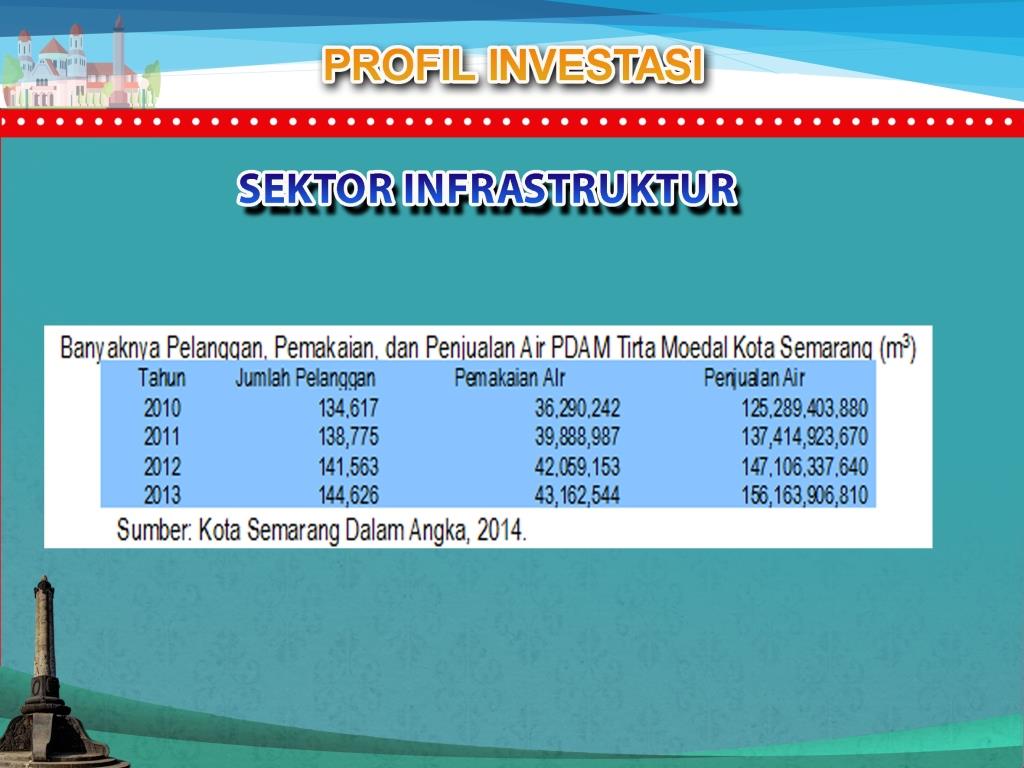 PROFIL INVESTASI
SEKTOR INFRASTRUKTUR
Banyaknya Pelanggan, Pemakaian, dan Penjualan Air PDAM Tirta Moedal Kota Semarang (m³)
Tahun Jumlah Pelanggan Pemakaian AIr Penjualan Air
2010 134,617 36,290,242 125,289,403,880
2011 138,775 39,888,987 137,414,923,670
2012 141,563 42,059,153 147,106,337,640
2013 144,626 43,162,544 156,163,906,810
Sumber: Kota Semarang Dalam Angka, 2014.